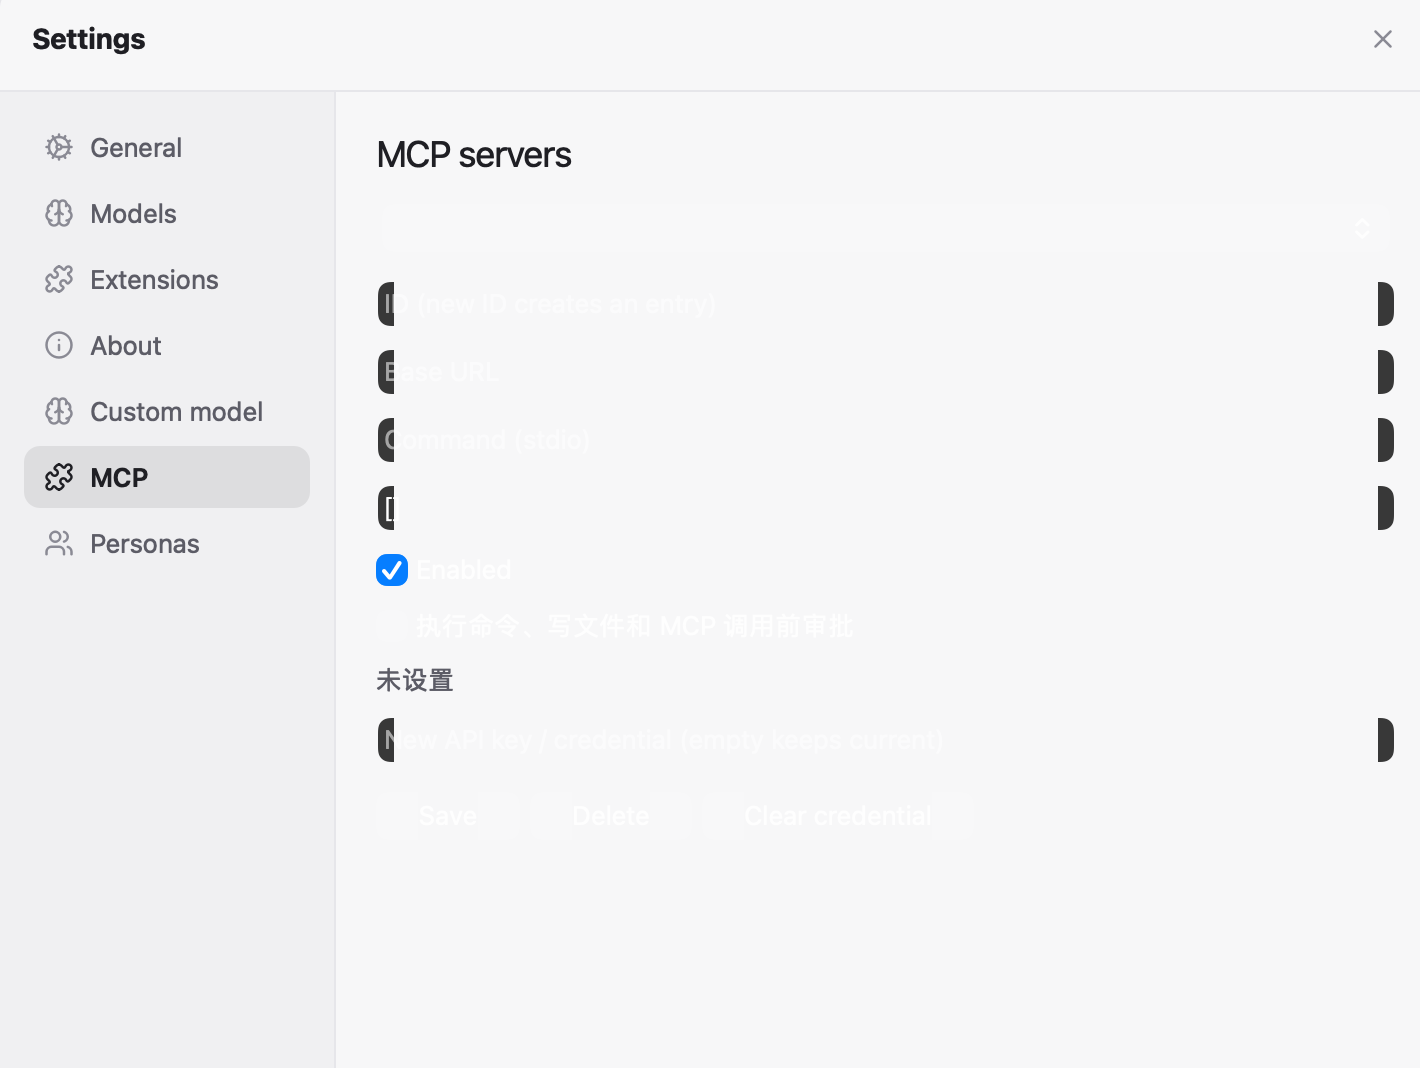 Settings
General
Models
Extensions
About
Custom model
MCP
Personas
MCP servers
ID (new ID creates an entry)
Base URL
Command (stdio)
[]
Enabled
执行命令、写文件和 MCP 调用前审批
未设置
New API key / credential (empty keeps current)
Save Delete Clear credential